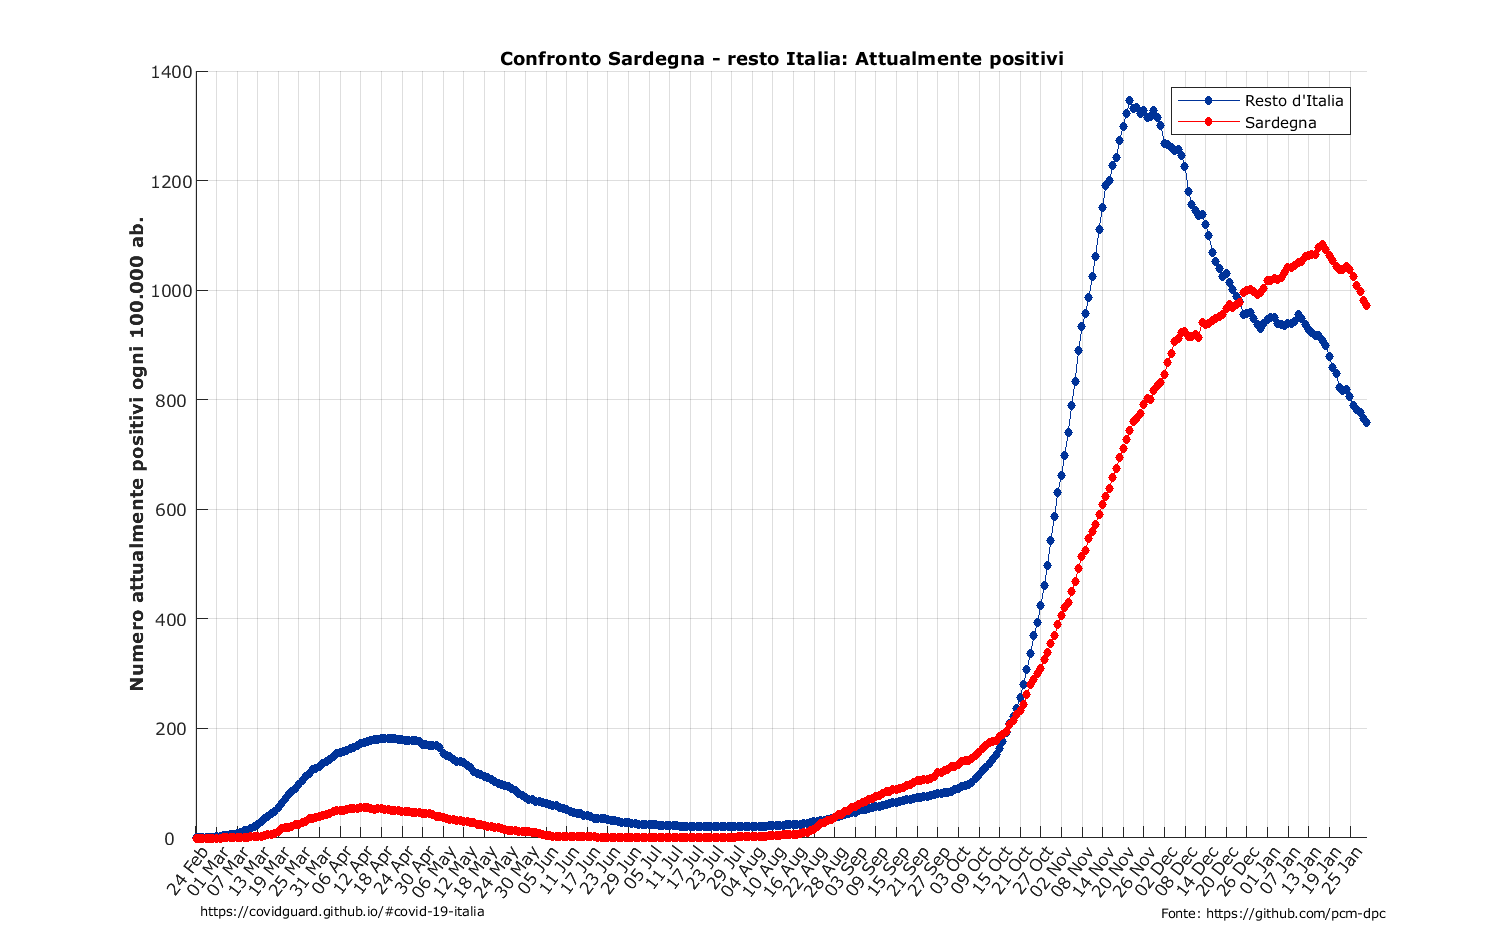 Confronto Sardegna - resto Italia: Attualmente positivi
Numero attualmente positivi ogni 100.000 ab.
1400
1200
1000
800
600
400
200
0
Resto d'Italia
Sardegna
24 Feb
01 Mar
07 Mar
13 Mar
19 Mar
25 Mar
31 Mar
06 Apr
12 Apr
18 Apr
24 Apr
30 Apr
06 May
12 May
18 May
24 May
30 May
05 Jun
11 Jun
17 Jun
23 Jun
29 Jun
05 Jul
11 Jul
17 Jul
23 Jul
29 Jul
04 Aug
10 Aug
16 Aug
22 Aug
28 Aug
03 Sep
09 Sep
15 Sep
21 Sep
27 Sep
03 Oct
09 Oct
15 Oct
21 Oct
27 Oct
02 Nov
08 Nov
14 Nov
20 Nov
26 Nov
02 Dec
08 Dec
14 Dec
20 Dec
26 Dec
01 Jan
07 Jan
13 Jan
19 Jan
25 Jan
https://covidguard.github.io/#covid-19-italia
Fonte: https://github.com/pcm-dpc